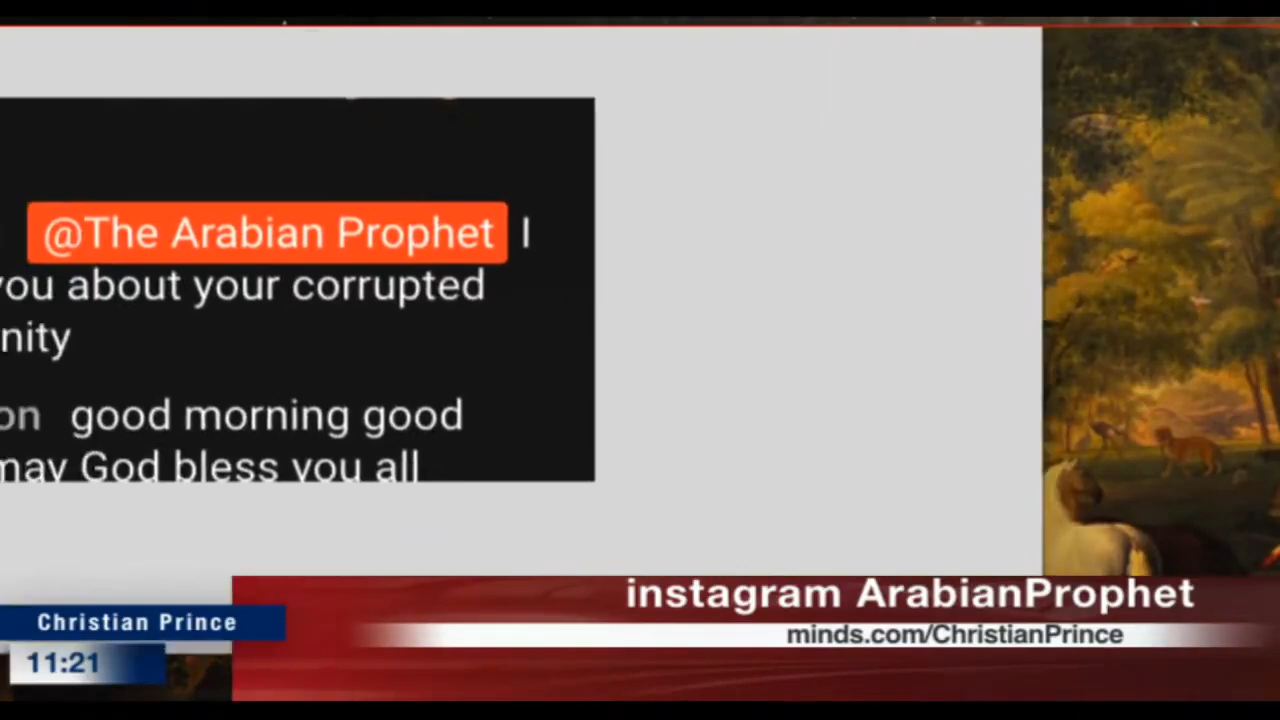 @The Arabian Prophet I
you about your corrupted
nity
on good morning good
may God bless you all
instagram ArabianProphet
Christian Prince
minds.com/ChristianPrince
11:21